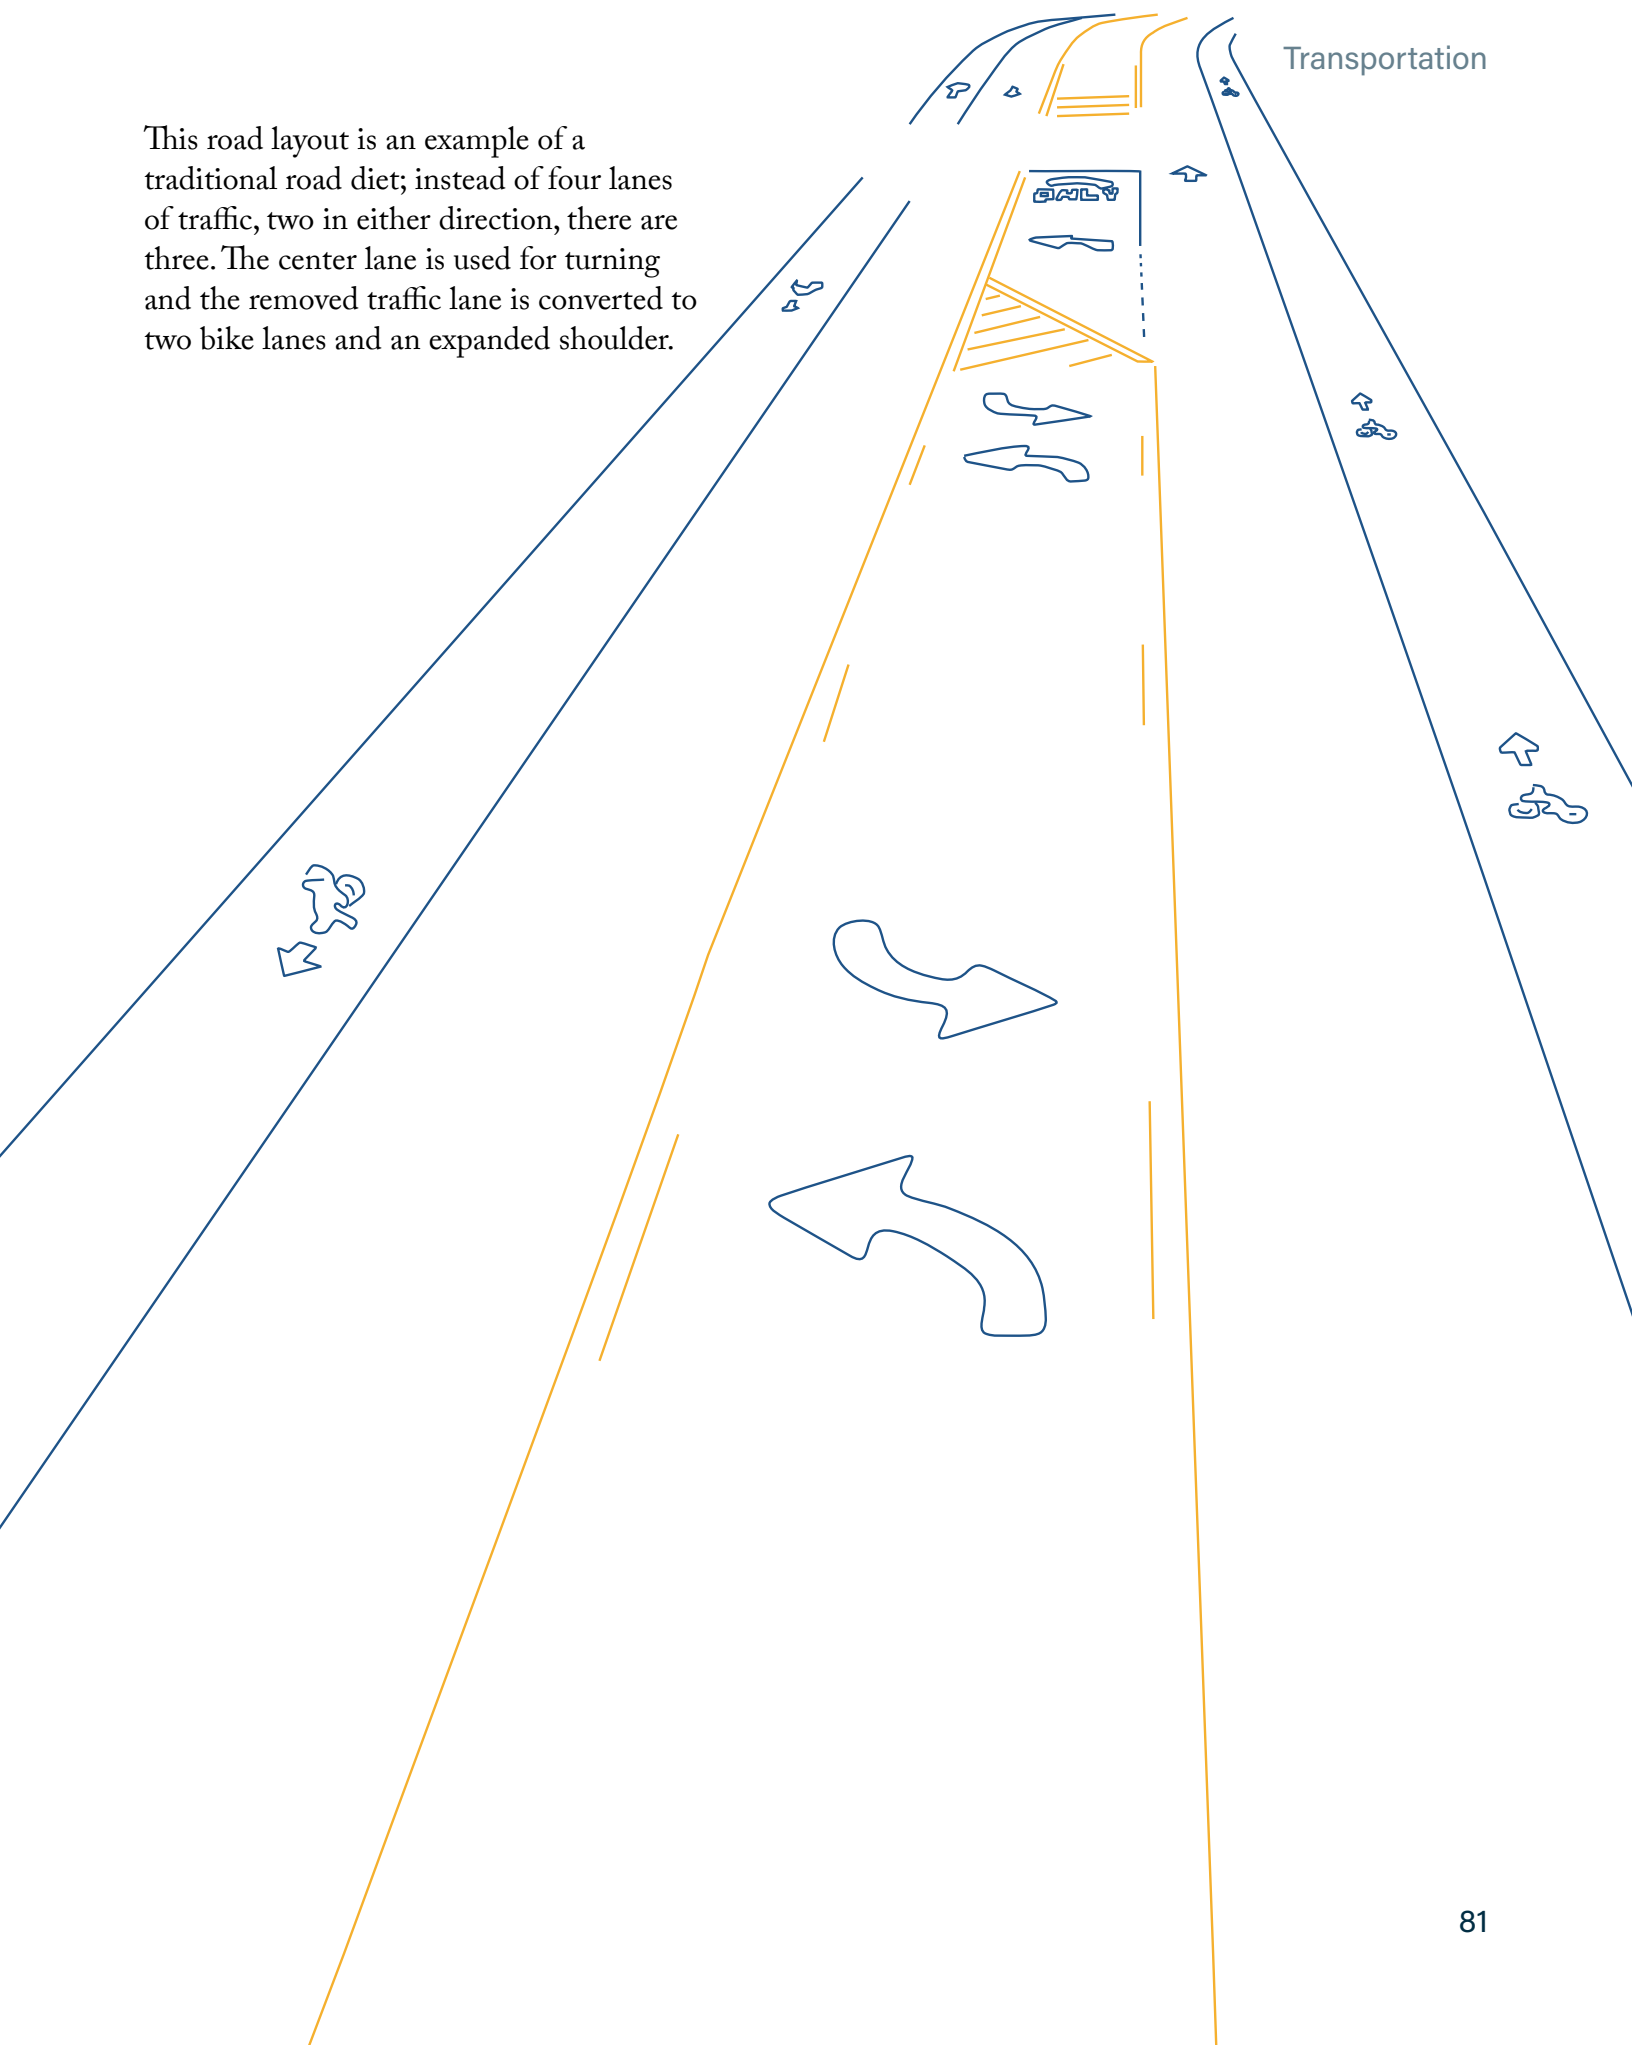 Transportation
This road layout is an example of a
traditional road diet; instead of four lanes
of traffic, two in either direction, there are
three. The center lane is used for turning
and the removed traffic lane is converted to
two bike lanes and an expanded shoulder.
ONLY
81